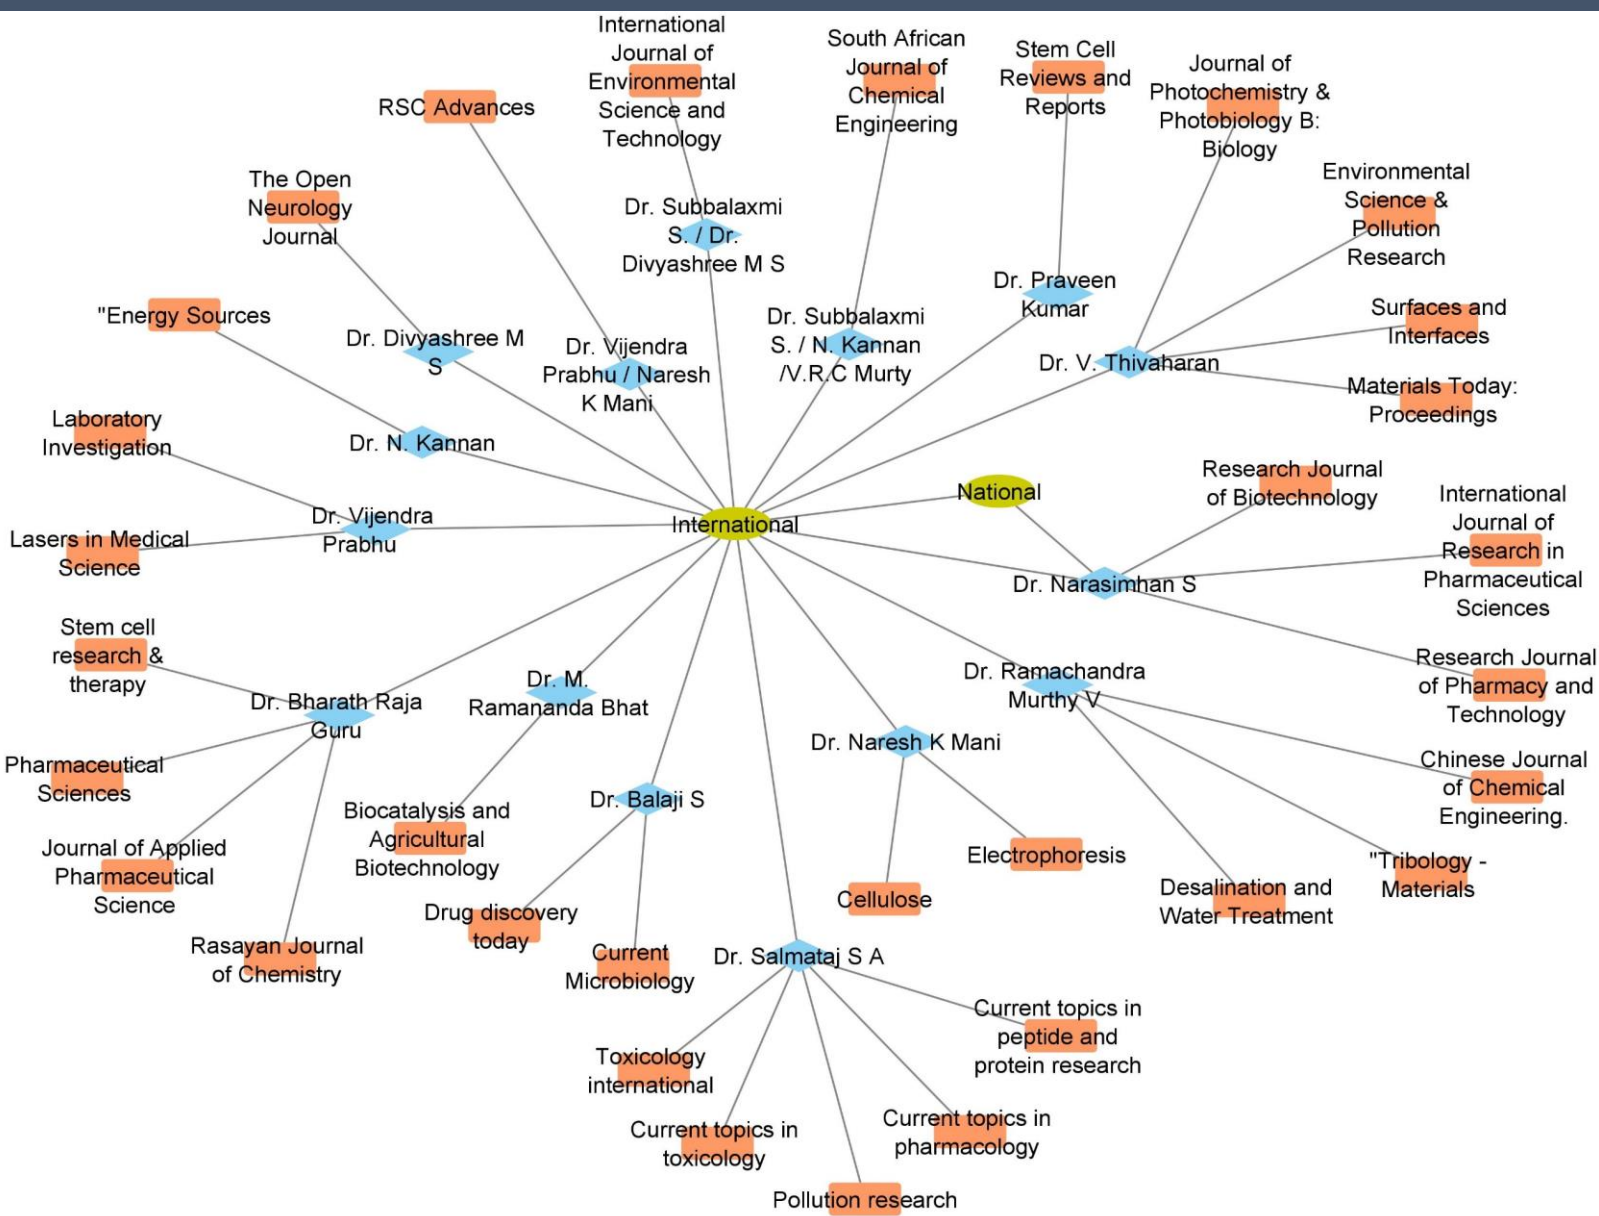 International
Journal of
Environmental
Science and
Technology
South African
Journal of
Chemical
Engineering
Stem Cell
Reviews and
Reports
Journal of
Photochemistry &
Photobiology B:
Biology
RSC Advances
The Open
Neurology
Journal
Environmental
Science &
Pollution
Research
Dr. Subbalaxmi
S. / Dr.
Divyashree M S
Dr. Praveen
Kumar
"Energy Sources
Dr. Divyashree M
S
Dr. Vijendra
Prabhu / Naresh
K Mani
Dr. Subbalaxmi
S. / N. Kannan
/V.R.C Murty
Surfaces and
Interfaces
Dr. V. Thivaharan
Materials Today:
Proceedings
Laboratory
Investigation
Dr. N. Kannan
National
Research Journal
of Biotechnology
International
Journal of
Research in
Pharmaceutical
Sciences
Dr. Vijendra
Prabhu
International
Lasers in Medical
Science
Dr. Narasimhan S
Stem cell
research &
therapy
Dr. Bharath Raja
Guru
Dr. M.
Ramananda Bhat
Dr. Ramachandra
Murthy V
Research Journal
of Pharmacy and
Technology
Dr. Naresh K Mani
Pharmaceutical
Sciences
Chinese Journal
of Chemical
Engineering.
Dr. Balaji S
Biocatalysis and
Agricultural
Biotechnology
Journal of Applied
Pharmaceutical
Science
Electrophoresis
"Tribology -
Materials
Cellulose
Desalination and
Water Treatment
Drug discovery
today
Rasayan Journal
of Chemistry
Current
Microbiology
Dr. Salmataj S A
Current topics in
peptide and
protein research
Toxicology
international
Current topics in
toxicology
Current topics in
pharmacology
Pollution research